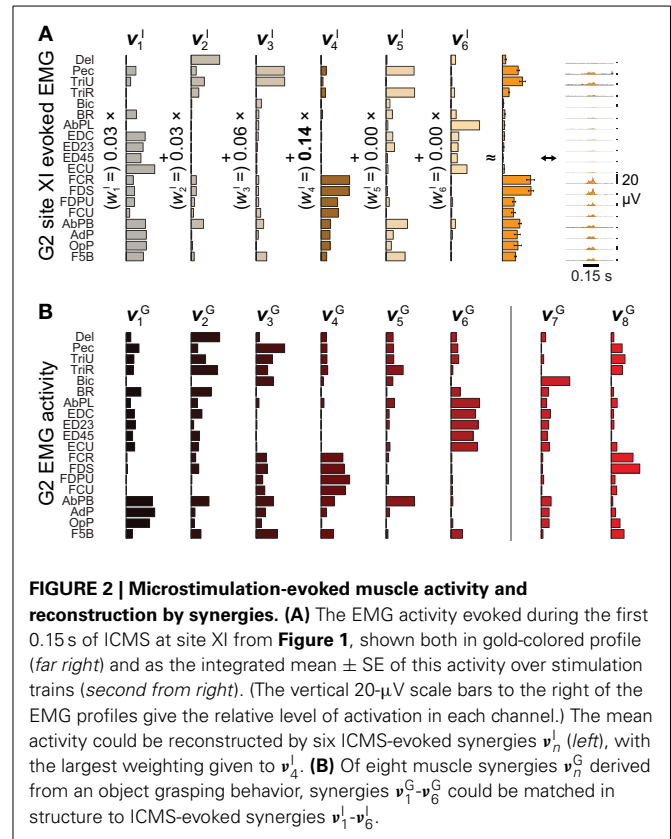 A
v₁ᴵ v₂ᴵ v₃ᴵ v₄ᴵ v₅ᴵ v₆ᴵ
G2 site XI evoked EMG
Del
Pec
TriU
TriR
Bic
BR
AbPL
EDC
ED23
ED45
ECU
FCR
FDS
FDPU
FCU
AbPB
AdP
OpP
F5B
(w₁ᴵ =) 0.03 ×
+ (w₂ᴵ =) 0.03 ×
+ (w₃ᴵ =) 0.06 ×
+ (w₄ᴵ =) 0.14 ×
+ (w₅ᴵ =) 0.00 ×
+ (w₆ᴵ =) 0.00 ×
≈
↔
20
µV
0.15 s
B
v₁ᴳ v₂ᴳ v₃ᴳ v₄ᴳ v₅ᴳ v₆ᴳ v₇ᴳ v₈ᴳ
G2 EMG activity
Del
Pec
TriU
TriR
Bic
BR
AbPL
EDC
ED23
ED45
ECU
FCR
FDS
FDPU
FCU
AbPB
AdP
OpP
F5B
FIGURE 2 | Microstimulation-evoked muscle activity and
reconstruction by synergies. (A) The EMG activity evoked during the first
0.15 s of ICMS at site XI from Figure 1, shown both in gold-colored profile
(far right) and as the integrated mean ± SE of this activity over stimulation
trains (second from right). (The vertical 20-µV scale bars to the right of the
EMG profiles give the relative level of activation in each channel.) The mean
activity could be reconstructed by six ICMS-evoked synergies vₙᴵ (left), with
the largest weighting given to v₄ᴵ. (B) Of eight muscle synergies vₙᴳ derived
from an object grasping behavior, synergies v₁ᴳ-v₆ᴳ could be matched in
structure to ICMS-evoked synergies v₁ᴵ-v₆ᴵ.